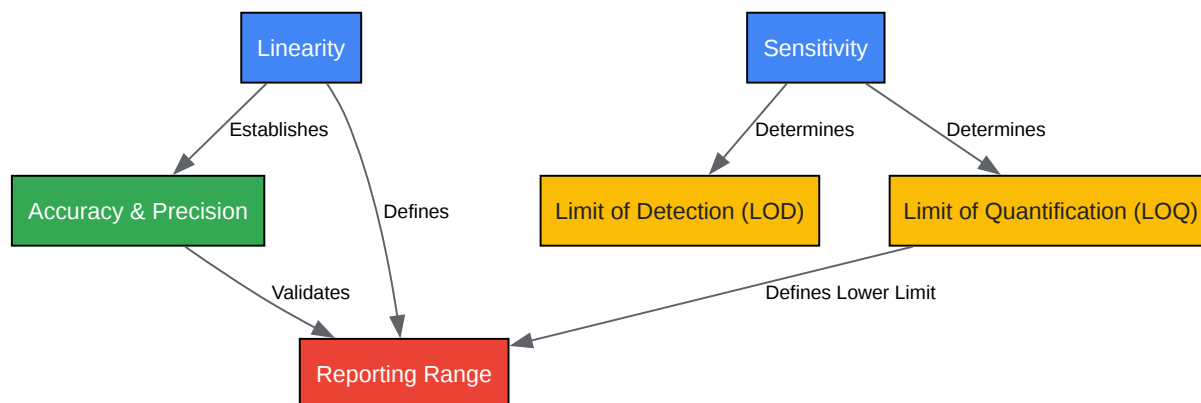 Linearity
Sensitivity
Establishes
Determines
Determines
Accuracy & Precision
Defines
Limit of Detection (LOD)
Limit of Quantification (LOQ)
Validates
Defines Lower Limit
Reporting Range